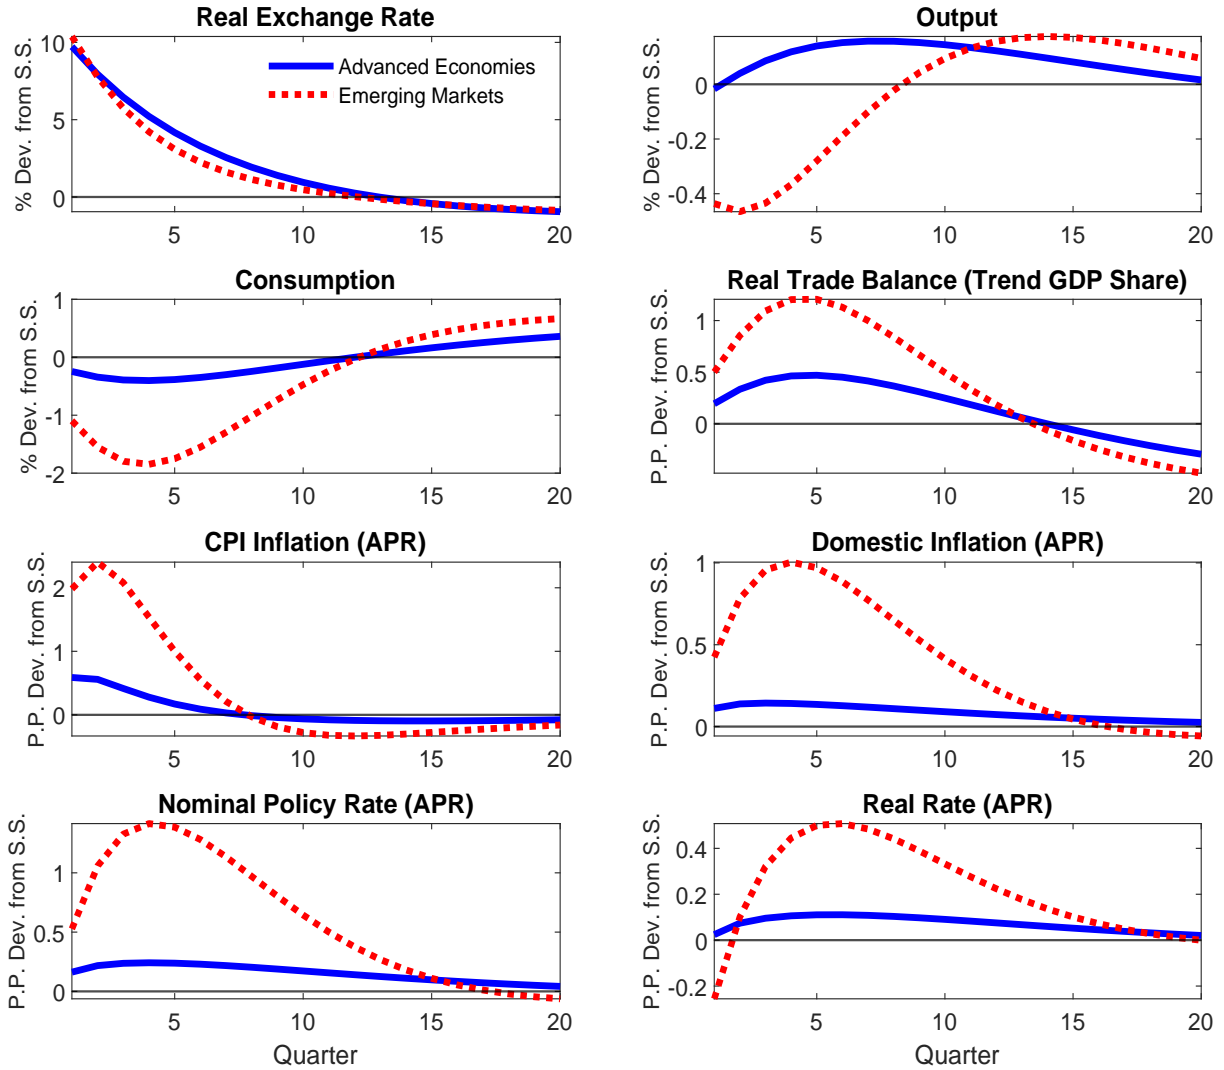 Real Exchange Rate
% Dev. from S.S.
10
5
0
5
10
15
20
Advanced Economies
Emerging Markets
Output
% Dev. from S.S.
0
-0.2
-0.4
5
10
15
20
Consumption
% Dev. from S.S.
1
0
-1
-2
5
10
15
20
Real Trade Balance (Trend GDP Share)
P.P. Dev. from S.S.
1
0.5
0
5
10
15
20
CPI Inflation (APR)
P.P. Dev. from S.S.
2
1
0
5
10
15
20
Domestic Inflation (APR)
P.P. Dev. from S.S.
1
0.5
0
5
10
15
20
Nominal Policy Rate (APR)
P.P. Dev. from S.S.
1
0.5
0
5
10
15
20
Quarter
Real Rate (APR)
P.P. Dev. from S.S.
0.4
0.2
0
-0.2
5
10
15
20
Quarter